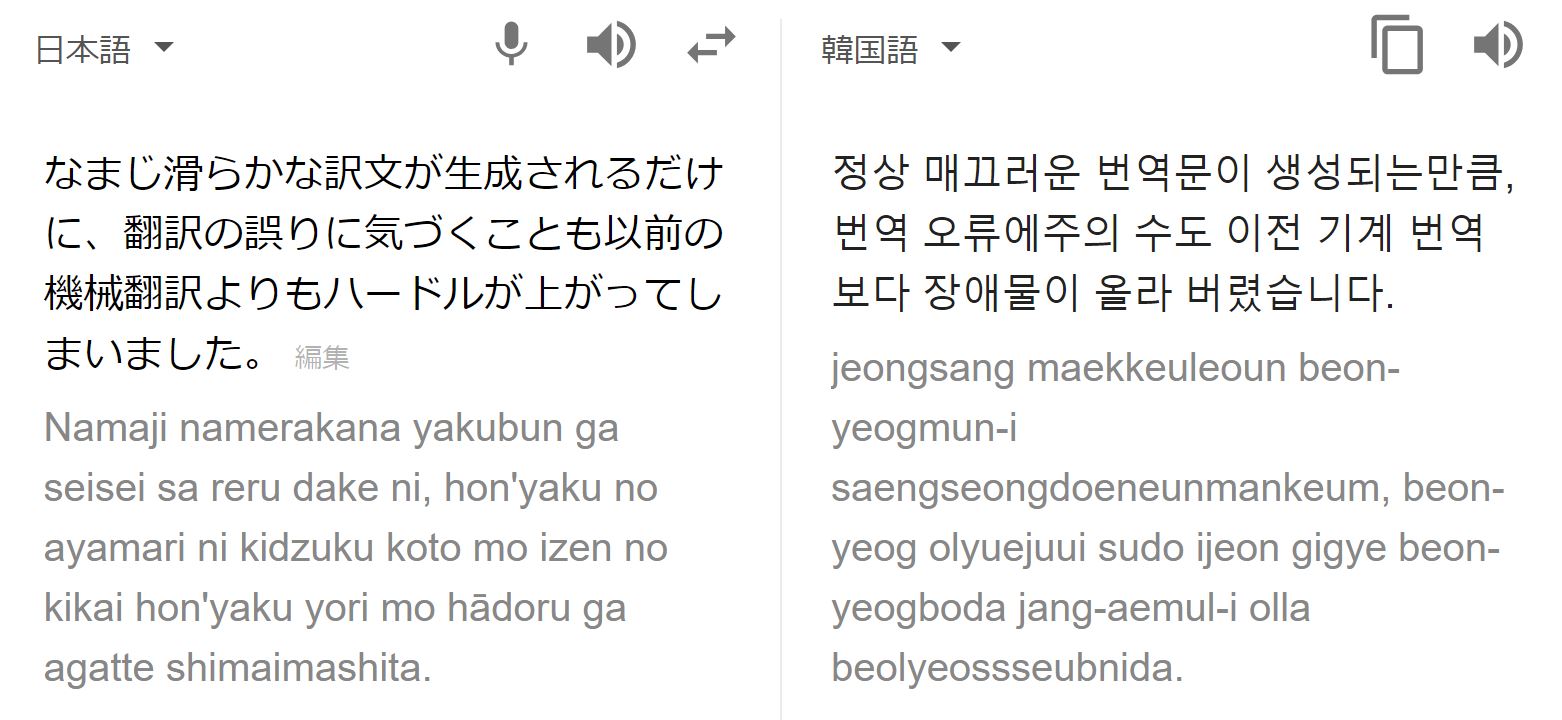 日本語
なまじ滑らかな訳文が生成されるだけ
に、翻訳の誤りに気づくことも以前の
機械翻訳よりもハードルが上がってし
まいました。 編集
Namaji namerakana yakubun ga
seisei sa reru dake ni, hon'yaku no
ayamari ni kidzuku koto mo izen no
kikai hon'yaku yori mo hādoru ga
agatte shimaimashita.
韓国語
정상 매끄러운 번역문이 생성되는만큼,
번역 오류에주의 수도 이전 기계 번역
보다 장애물이 올라 버렸습니다.
jeongsang maekkeuleoun beon-
yeogmun-i
saengseongdoeneunmankeum, beon-
yeog olyuejuui sudo ijeon gigye beon-
yeogboda jang-aemul-i olla
beolyeossseubnida.